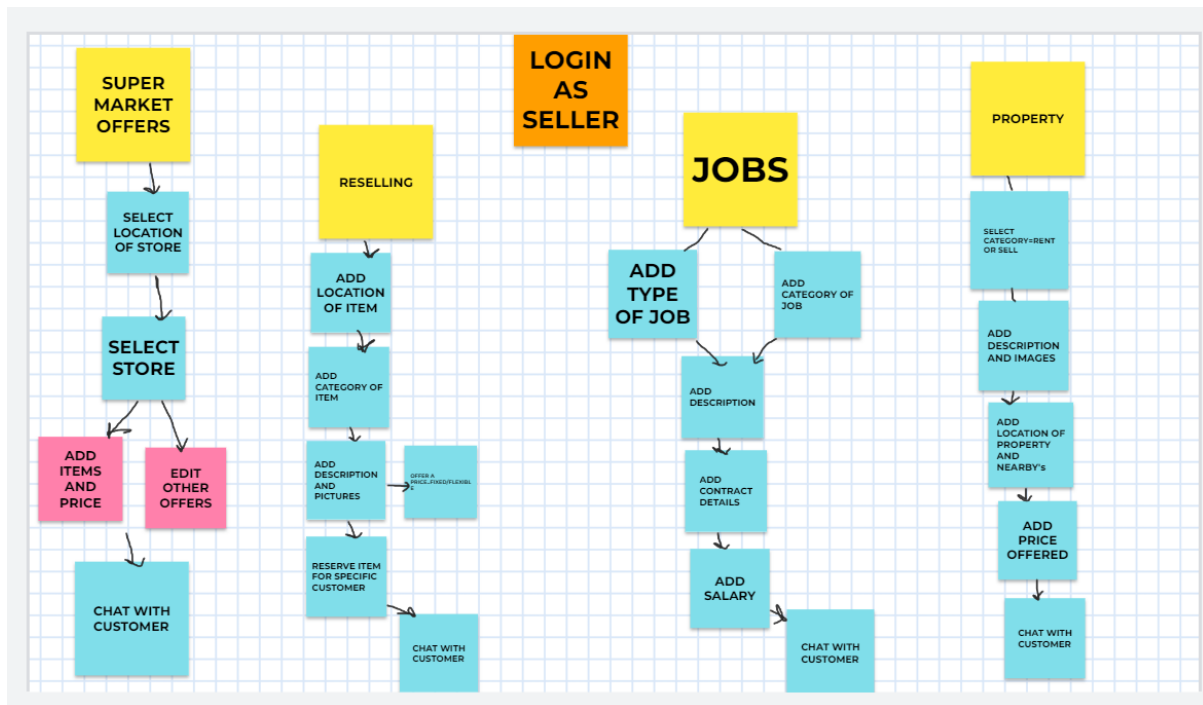 SUPER
MARKET
OFFERS
SELECT
LOCATION
OF STORE
SELECT
STORE
ADD
ITEMS
AND
PRICE
EDIT
OTHER
OFFERS
CHAT WITH
CUSTOMER
RESELLING
ADD
LOCATION
OF ITEM
ADD
CATEGORY OF
ITEM
ADD
DESCRIPTION
AND
PICTURES
OFFER A
PRICE..FIXED/FLEXIBL
E
RESERVE ITEM
FOR SPECIFIC
CUSTOMER
CHAT WITH
CUSTOMER
LOGIN
AS
SELLER
JOBS
ADD
TYPE
OF JOB
ADD
CATEGORY OF
JOB
ADD
DESCRIPTION
ADD
CONTRACT
DETAILS
ADD
SALARY
CHAT WITH
CUSTOMER
PROPERTY
SELECT
CATEGORY=RENT
OR SELL
ADD
DESCRIPTION
AND IMAGES
ADD
LOCATION OF
PROPERTY
AND
NEARBY's
ADD
PRICE
OFFERED
CHAT WITH
CUSTOMER